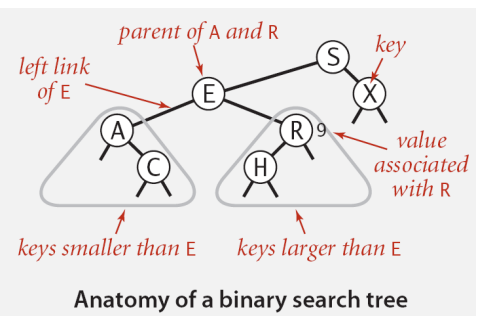 parent of A and R
S
key
left link
of E
E
X
A
R
9
value
associated
with R
C
H
keys smaller than E
keys larger than E
Anatomy of a binary search tree